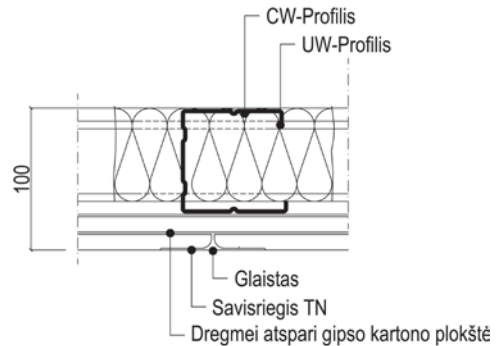 CW-Profilis
UW-Profilis
100
Glaistas
Savisriegis TN
Dregmei atspari gipso kartono plokštė